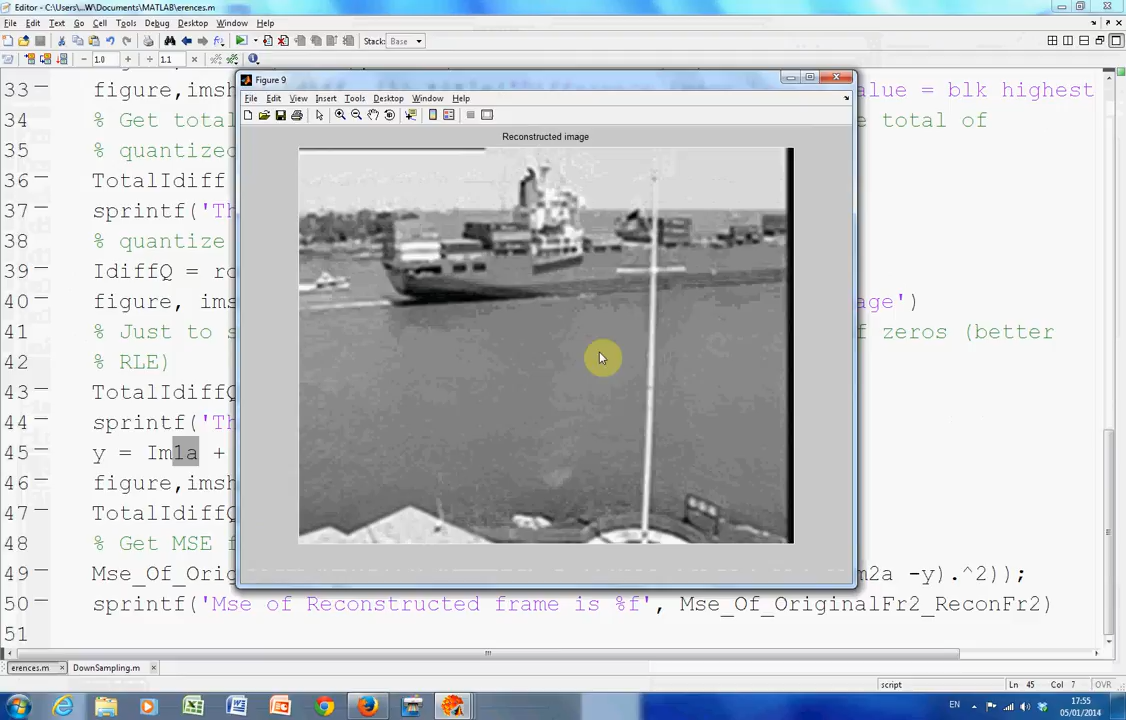 Editor - C:\Users\...W\Documents\MATLAB\erences.m
File Edit Text Go Cell Tools Debug Desktop Window Help
Stack: Base
1.0 1.1
33 figure,imsh
alue = blk highest
34 % Get total
e total of
35 % quantized
36 TotalIdiff
37 sprintf('Th
38 % quantize
39 IdiffQ = ro
40 figure, ims
age')
41 % Just to s
f zeros (better
42 % RLE)
43 TotalIdiffQ
44 sprintf('Th
45 y = Im1a +
46 figure,imsh
47 TotalIdiffQ
48 % Get MSE f
49 Mse_Of_Orig
m2a -y).^2));
50 sprintf('Mse of Reconstructed frame is %f', Mse_Of_OriginalFr2_ReconFr2)
51
Figure 9
File Edit View Insert Tools Desktop Window Help
Reconstructed image
erences.m DownSampling.m
script Ln 45 Col 7 OVR
EN 17:55
05/01/2014